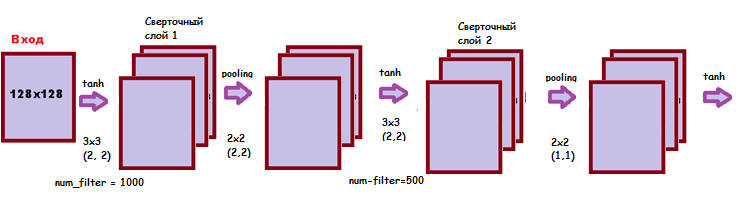 Вход
128x128
tanh
3x3
(2, 2)
num_filter = 1000
Сверточный
слой 1
pooling
2x2
(2,2)
tanh
3x3
(2,2)
num-filter=500
Сверточный
слой 2
pooling
2x2
(1,1)
tanh